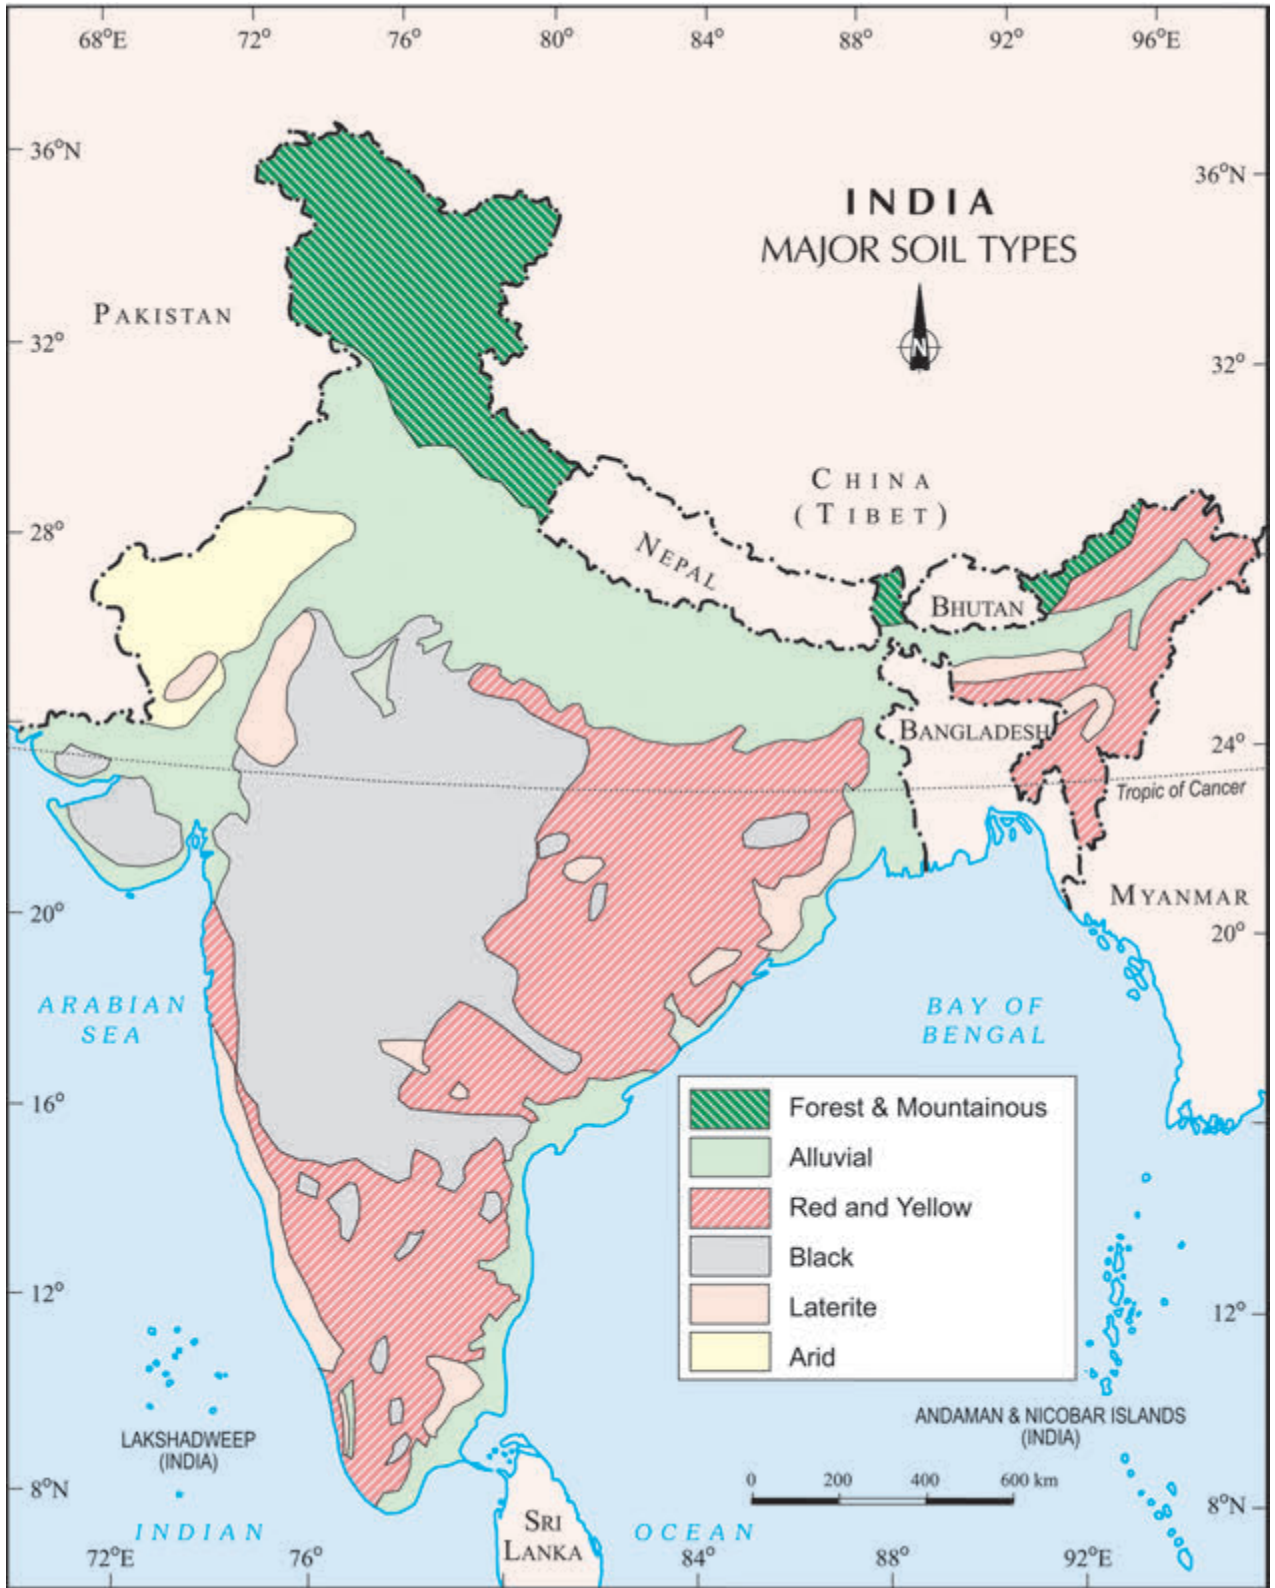 68°E 72° 76° 80° 84° 88° 92° 96°E
36°N
36°N
INDIA
MAJOR SOIL TYPES
N
PAKISTAN
32°
32°
CHINA
(TIBET)
28°
NEPAL
BHUTAN
BANGLADESH
24°
Tropic of Cancer
MYANMAR
20°
20°
ARABIAN
SEA
BAY OF
BENGAL
16°
Forest & Mountainous
Alluvial
Red and Yellow
Black
Laterite
Arid
12°
12°
LAKSHADWEEP
(INDIA)
ANDAMAN & NICOBAR ISLANDS
(INDIA)
0 200 400 600 km
8°N
8°N
INDIAN OCEAN
SRI
LANKA
72°E 76° 84° 88° 92°E